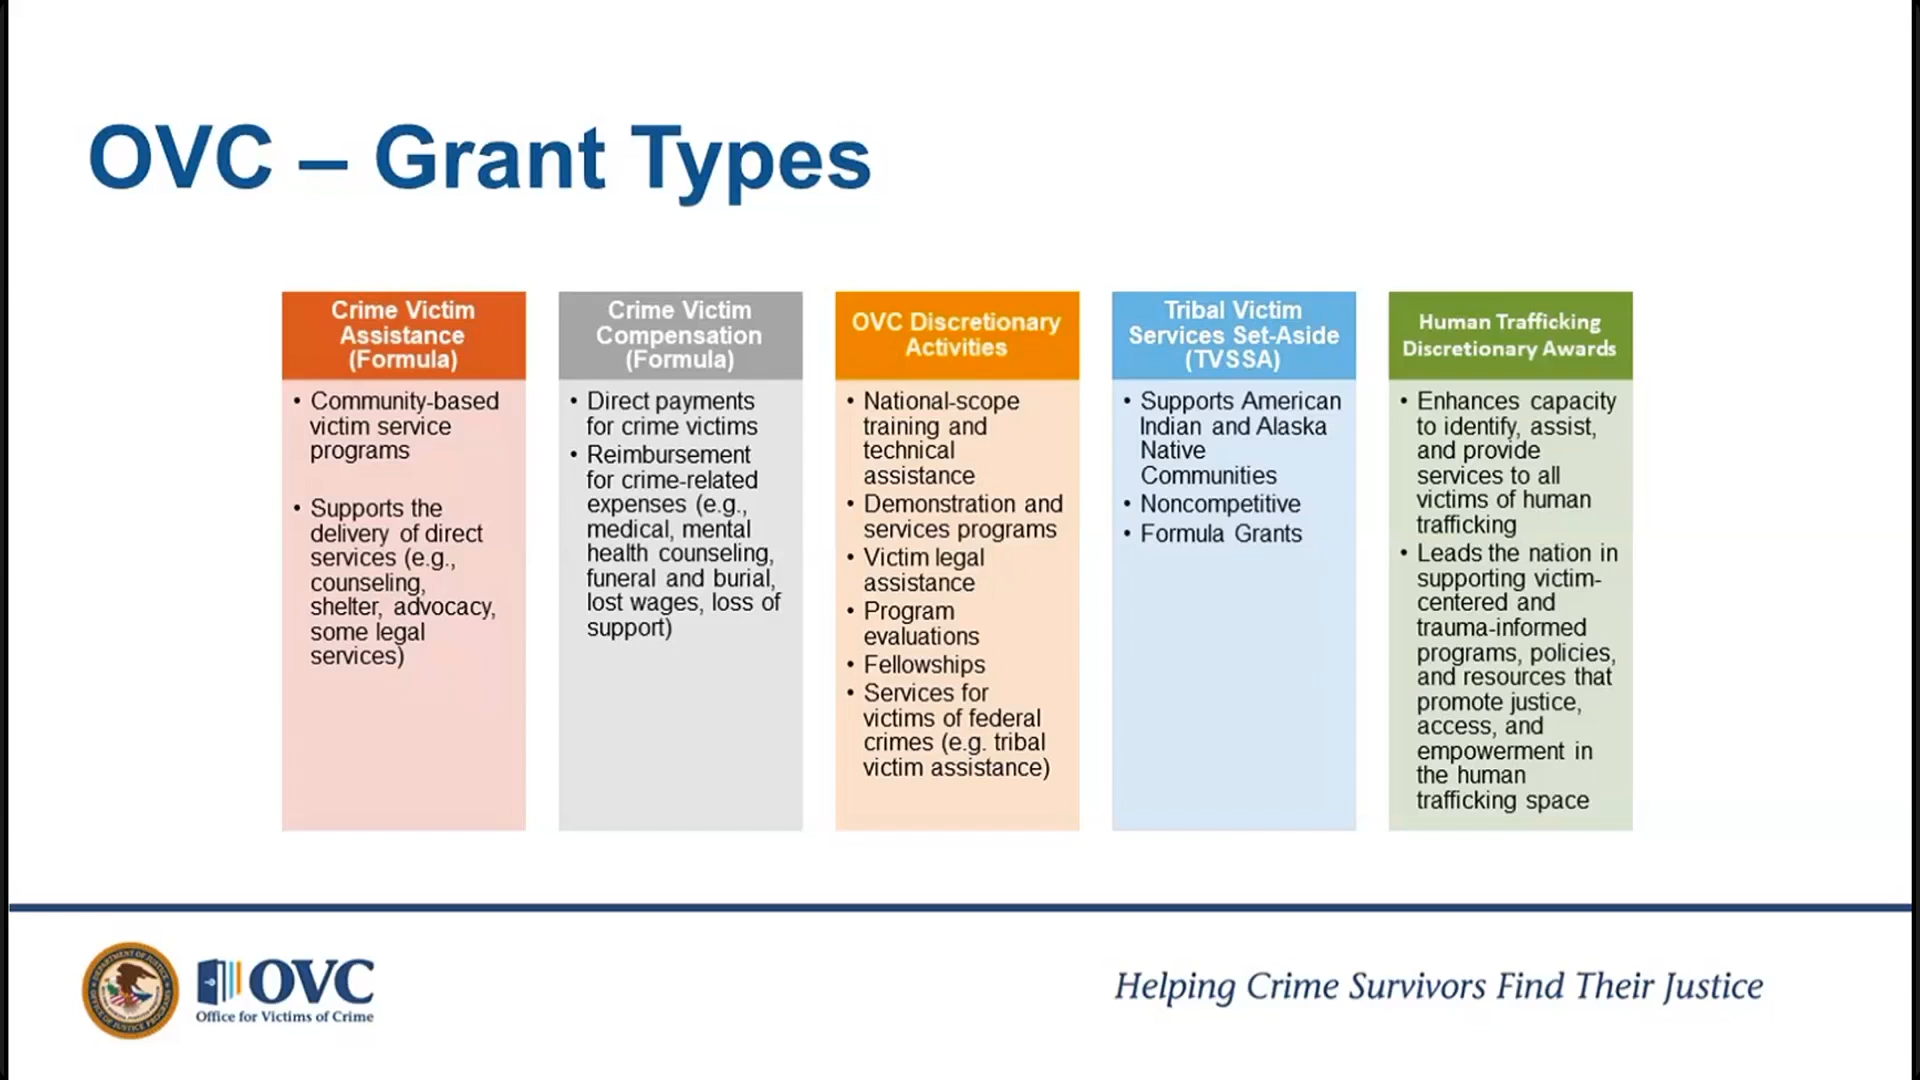 OVC – Grant Types
Crime Victim
Assistance
(Formula)
• Community-based
victim service
programs
• Supports the
delivery of direct
services (e.g.,
counseling,
shelter, advocacy,
some legal
services)
Crime Victim
Compensation
(Formula)
• Direct payments
for crime victims
• Reimbursement
for crime-related
expenses (e.g.,
medical, mental
health counseling,
funeral and burial,
lost wages, loss of
support)
OVC Discretionary
Activities
• National-scope
training and
technical
assistance
• Demonstration and
services programs
• Victim legal
assistance
• Program
evaluations
• Fellowships
• Services for
victims of federal
crimes (e.g. tribal
victim assistance)
Tribal Victim
Services Set-Aside
(TVSSA)
• Supports American
Indian and Alaska
Native
Communities
• Noncompetitive
• Formula Grants
Human Trafficking
Discretionary Awards
• Enhances capacity
to identify, assist,
and provide
services to all
victims of human
trafficking
• Leads the nation in
supporting victim-
centered and
trauma-informed
programs, policies,
and resources that
promote justice,
access, and
empowerment in
the human
trafficking space
DEPARTMENT OF JUSTICE
OFFICE OF JUSTICE PROGRAMS
OVC
Office for Victims of Crime
Helping Crime Survivors Find Their Justice